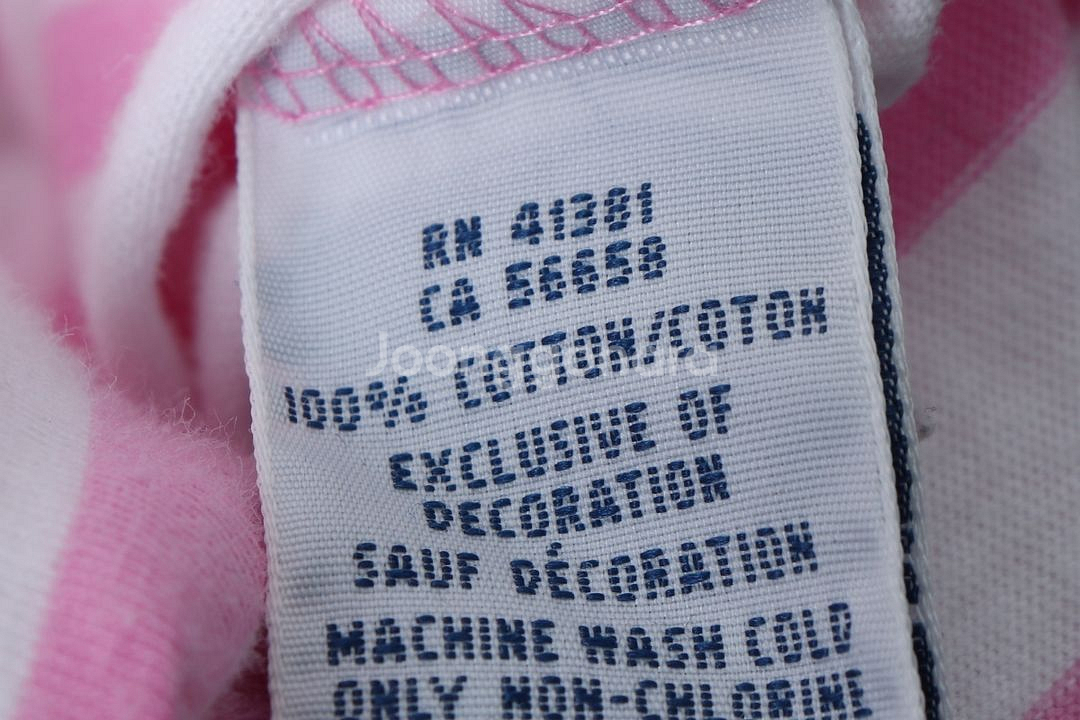 RN 41381
CA 56658
100% COTTON/COTON
EXCLUSIVE OF
DECORATION
SAUF DÉCORATION
MACHINE WASH COLD
ONLY NON-CHLORINE